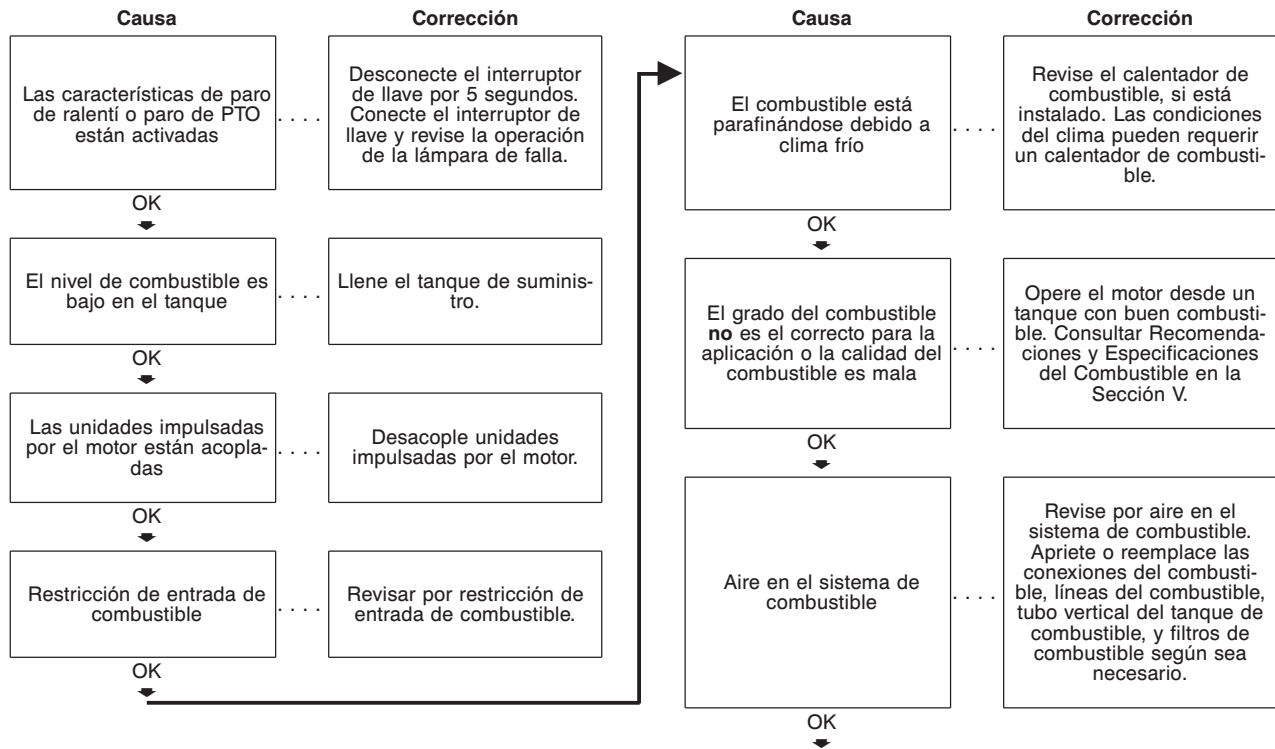 Causa
Corrección
Las características de paro
de ralentí o paro de PTO
están activadas
. . . .
Desconecte el interruptor
de llave por 5 segundos.
Conecte el interruptor de
llave y revise la operación
de la lámpara de falla.
OK
El nivel de combustible es
bajo en el tanque
. . . .
Llene el tanque de suminis-
tro.
OK
Las unidades impulsadas
por el motor están acopla-
das
. . . .
Desacople unidades
impulsadas por el motor.
OK
Restricción de entrada de
combustible
. . . .
Revisar por restricción de
entrada de combustible.
OK
Causa
Corrección
El combustible está
parafinándose debido a
clima frío
. . . .
Revise el calentador de
combustible, si está
instalado. Las condiciones
del clima pueden requerir
un calentador de combusti-
ble.
OK
El grado del combustible
no es el correcto para la
aplicación o la calidad del
combustible es mala
. . . .
Opere el motor desde un
tanque con buen combusti-
ble. Consultar Recomenda-
ciones y Especificaciones
del Combustible en la
Sección V.
OK
Aire en el sistema de
combustible
. . . .
Revise por aire en el
sistema de combustible.
Apriete o reemplace las
conexiones del combusti-
ble, líneas del combustible,
tubo vertical del tanque de
combustible, y filtros de
combustible según sea
necesario.
OK